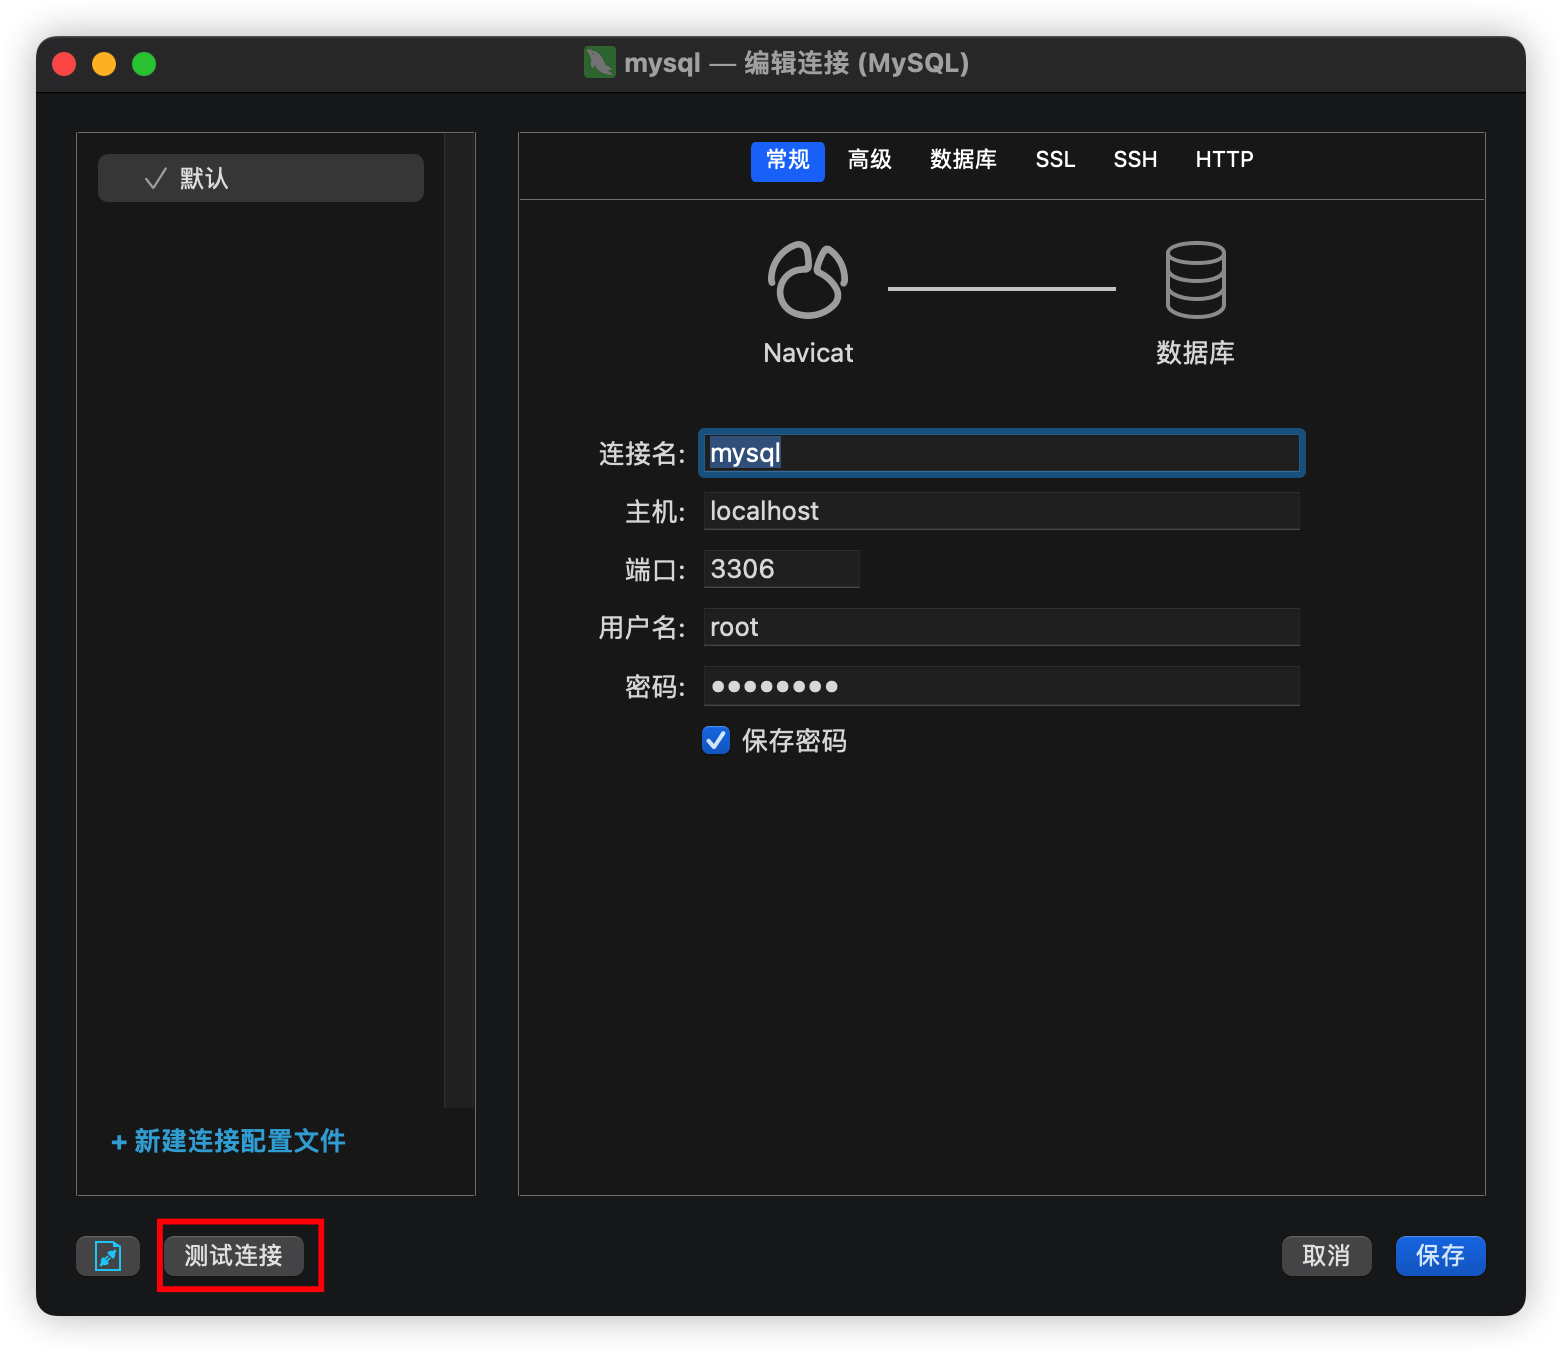 mysql — 编辑连接 (MySQL)
默认
常规 高级 数据库 SSL SSH HTTP
Navicat
数据库
连接名: mysql
主机: localhost
端口: 3306
用户名: root
密码: ●●●●●●●●
保存密码
+ 新建连接配置文件
测试连接
取消
保存